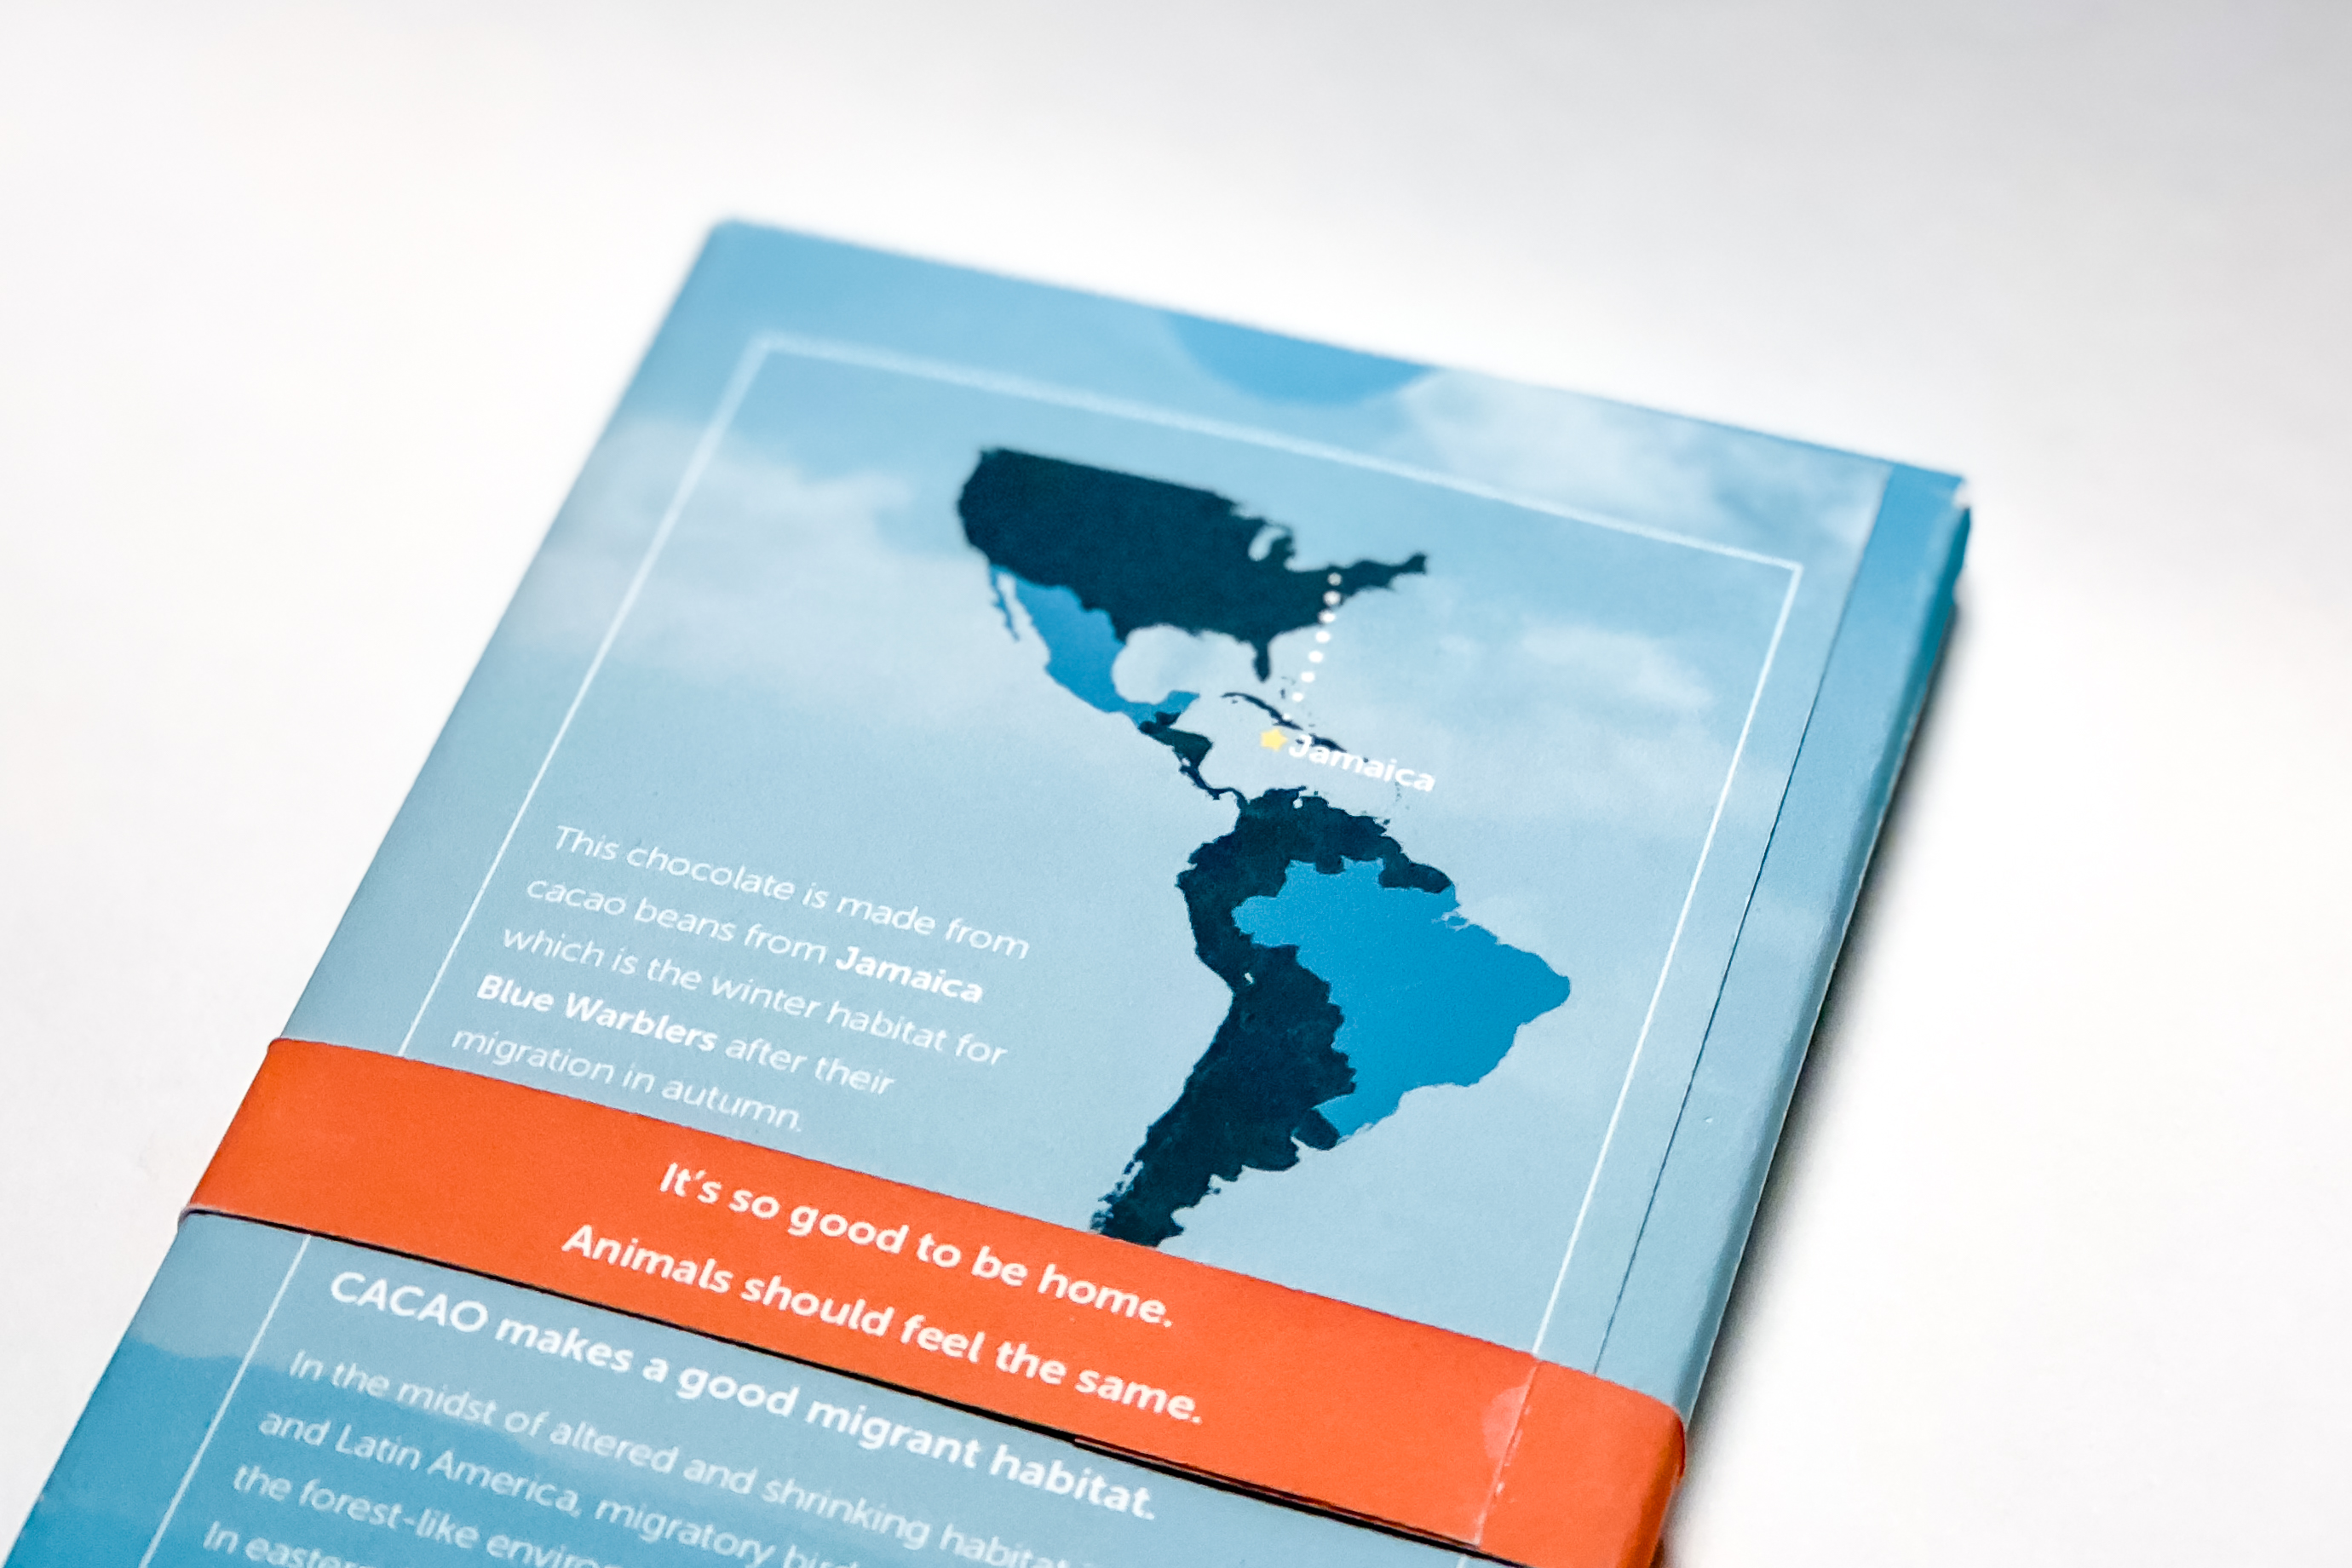 Jamaica
This chocolate is made from
cacao beans from Jamaica
which is the winter habitat for
Blue Warblers after their
migration in autumn.
It's so good to be home.
Animals should feel the same.
CACAO makes a good migrant habitat.
In the midst of altered and shrinking habitat
and Latin America, migratory
the forest-like
In